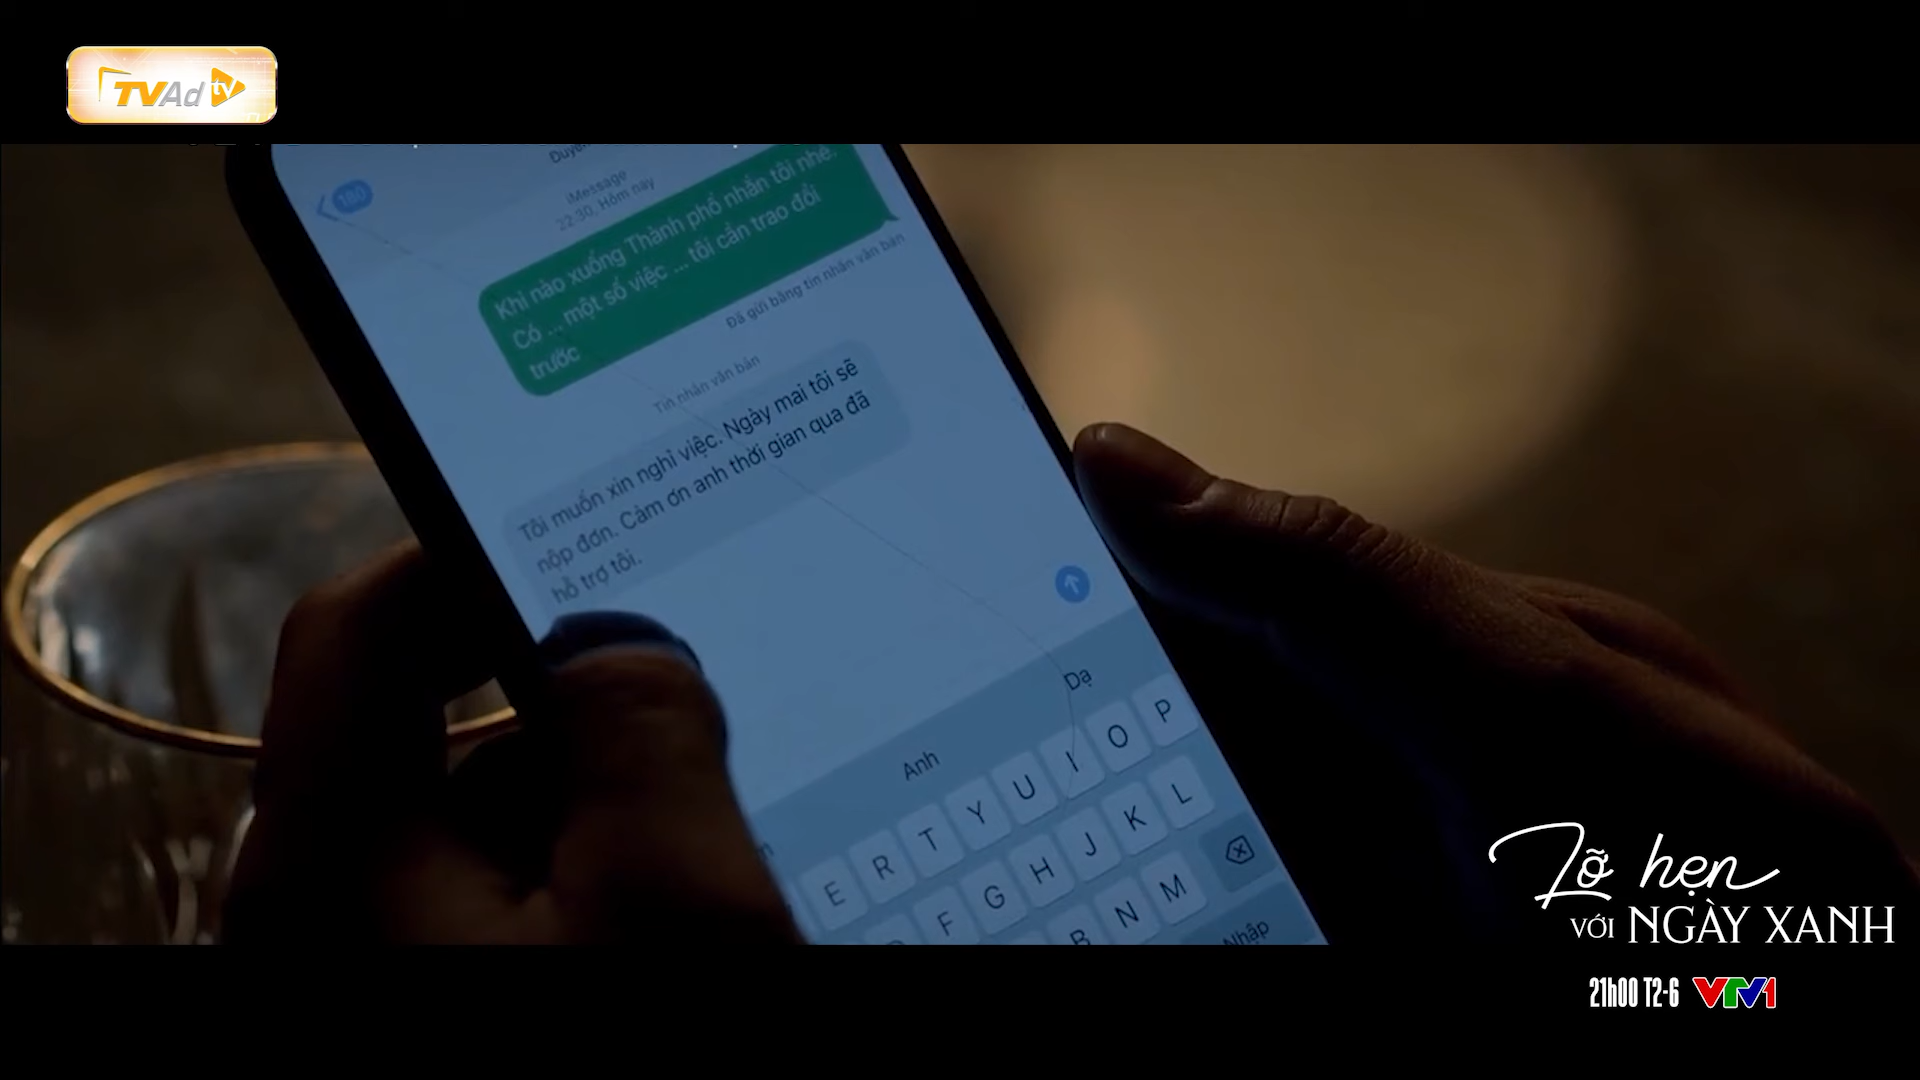 TVAd tv
180
iMessage
22:30, Hôm nay
Khi nào xuống Thành phố nhắn tôi nhé.
Có ... một số việc ... tôi cần trao đổi
trước
Đã gửi bằng tin nhắn văn bản
Tin nhắn văn bản
Tôi muốn xin nghỉ việc. Ngày mai tôi sẽ
nộp đơn. Cảm ơn anh thời gian qua đã
hỗ trợ tôi.
Anh Dạ
E R T Y U I O P
F G H J K L
B N M
Nhập
Lỡ hẹn
với NGÀY XANH
21h00 T2-6 VTV1